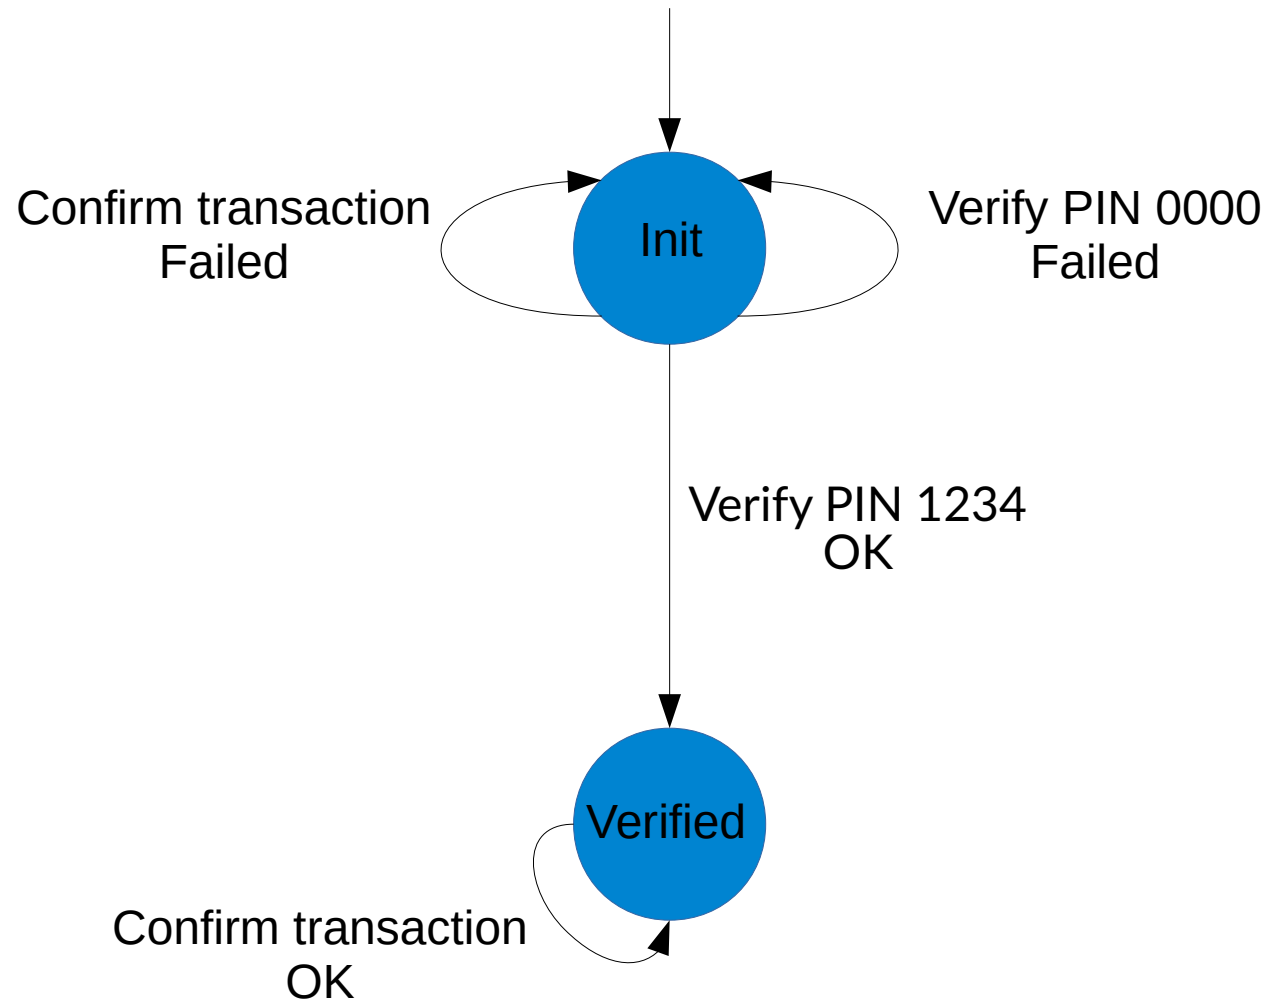 Confirm transaction
Failed
Init
Verify PIN 0000
Failed
Verify PIN 1234
OK
Verified
Confirm transaction
OK